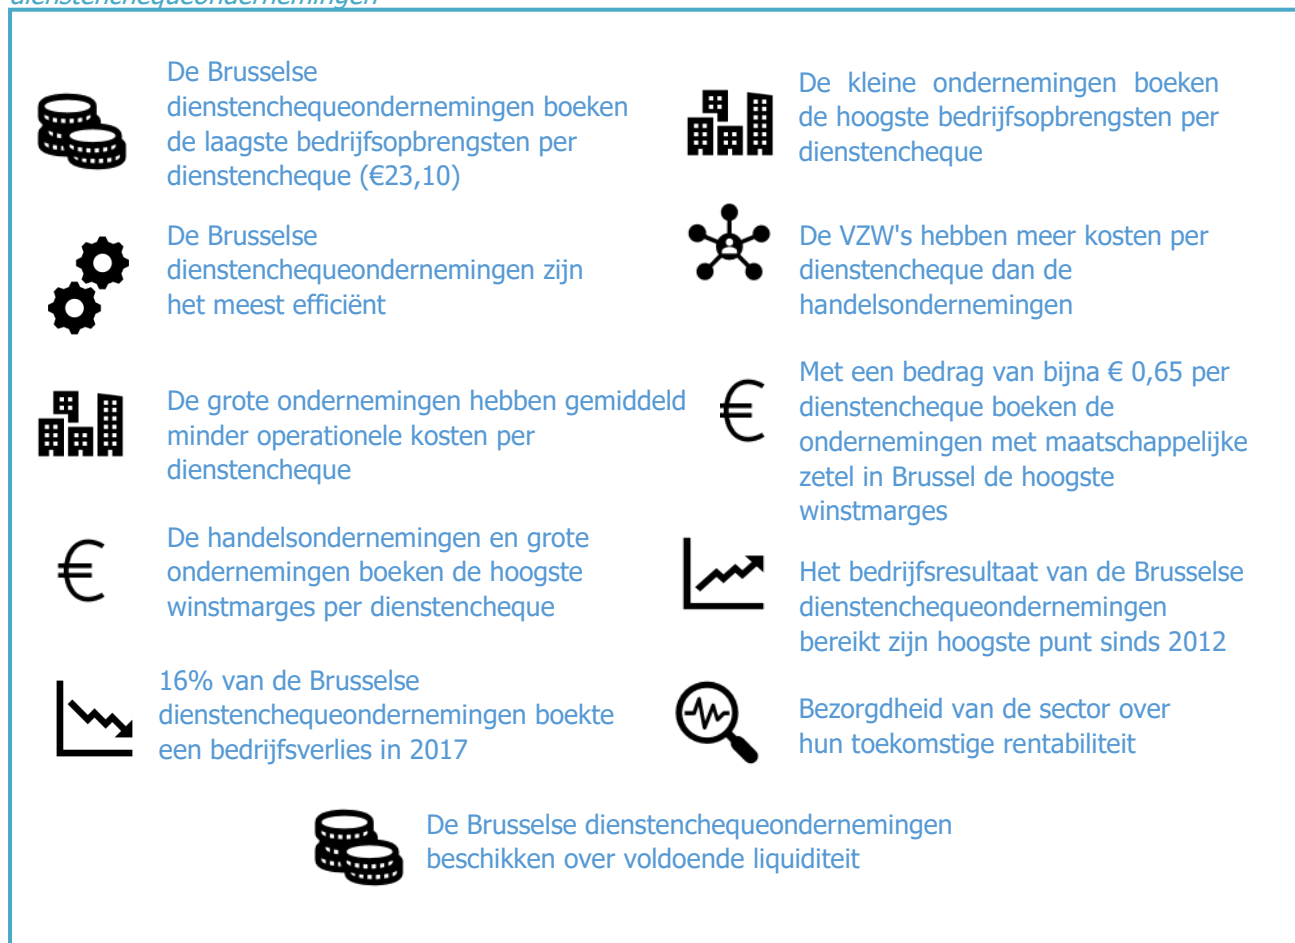 dienstenchequeondernemingen
De Brusselse
dienstenchequeondernemingen boeken
de laagste bedrijfsopbrengsten per
dienstencheque (€23,10)
De kleine ondernemingen boeken
de hoogste bedrijfsopbrengsten per
dienstencheque
De Brusselse
dienstenchequeondernemingen zijn
het meest efficiënt
De VZW's hebben meer kosten per
dienstencheque dan de
handelsondernemingen
De grote ondernemingen hebben gemiddeld
minder operationele kosten per
dienstencheque
Met een bedrag van bijna € 0,65 per
dienstencheque boeken de
ondernemingen met maatschappelijke
zetel in Brussel de hoogste
winstmarges
De handelsondernemingen en grote
ondernemingen boeken de hoogste
winstmarges per dienstencheque
Het bedrijfsresultaat van de Brusselse
dienstenchequeondernemingen
bereikt zijn hoogste punt sinds 2012
16% van de Brusselse
dienstenchequeondernemingen boekte
een bedrijfsverlies in 2017
Bezorgdheid van de sector over
hun toekomstige rentabiliteit
De Brusselse dienstenchequeondernemingen
beschikken over voldoende liquiditeit